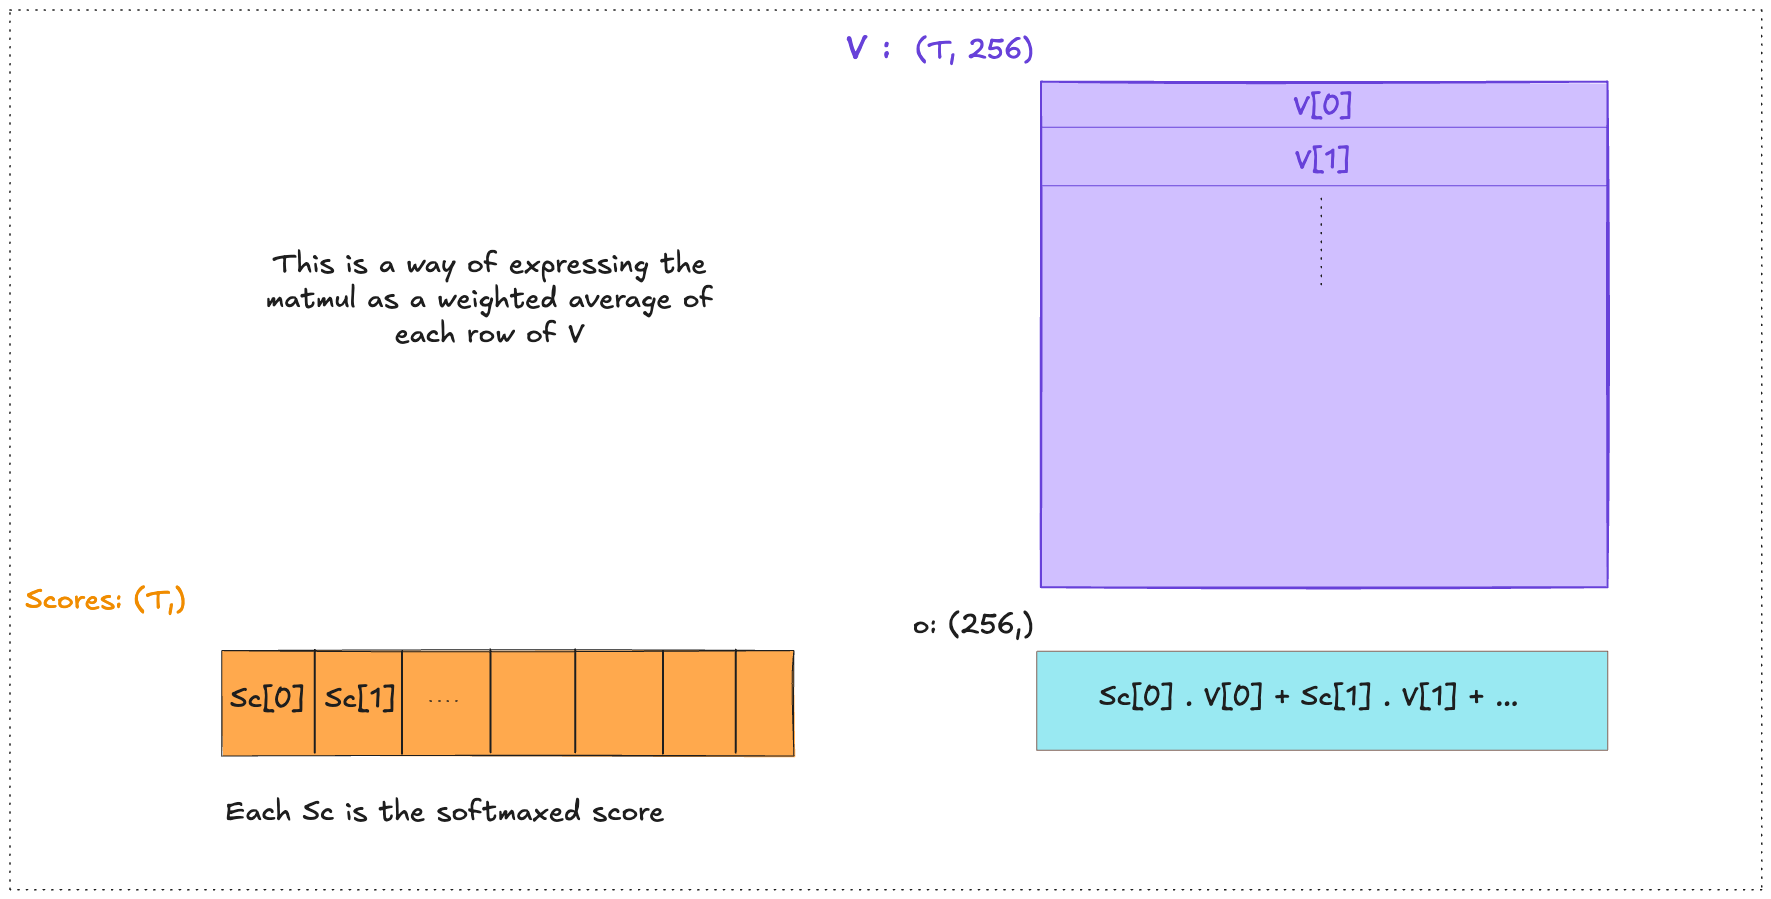 V : (T, 256)
V[0]
V[1]
This is a way of expressing the
matmul as a weighted average of
each row of V
Scores: (T,)
o: (256,)
Sc[0] Sc[1] ....
Sc[0] . V[0] + Sc[1] . V[1] + ...
Each Sc is the softmaxed score